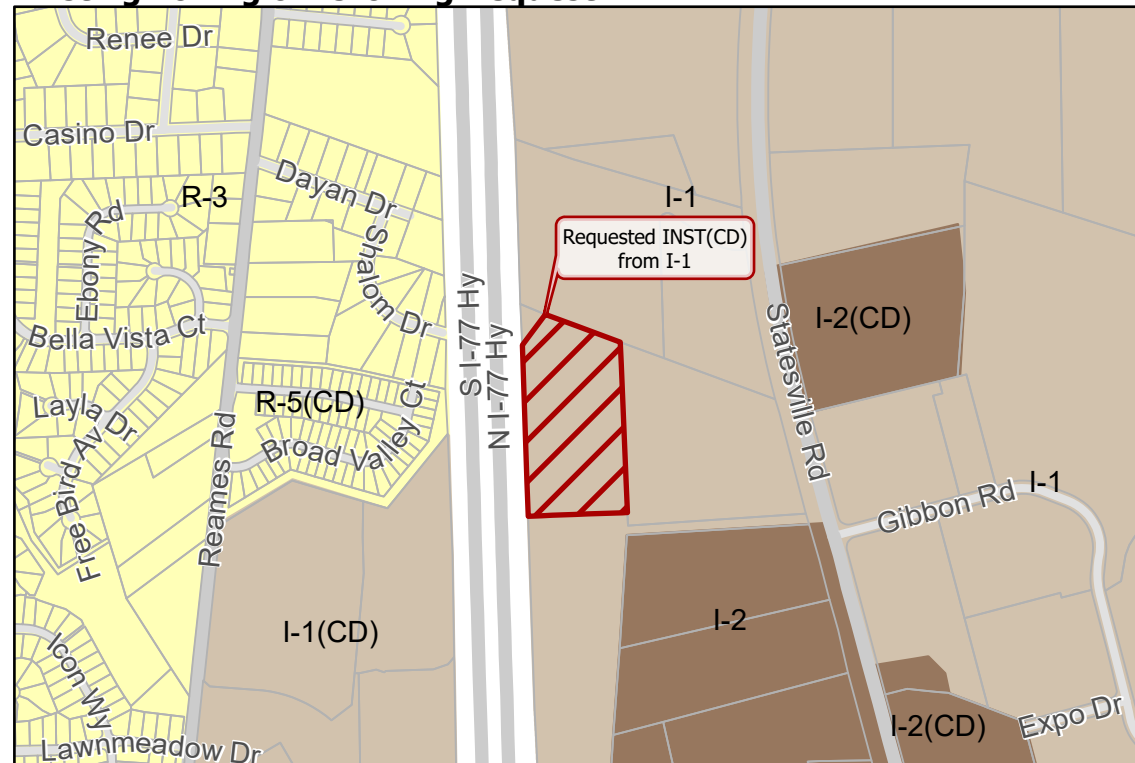 Renee Dr
Casino Dr
R-3
Dayan Dr
I-1
Ebony Rd
Shalom Dr
Requested INST(CD)
from I-1
S I-77 Hy
N I-77 Hy
Bella Vista Ct
Statesville Rd
I-2(CD)
Layla Dr
R-5(CD)
Broad Valley Ct
Free Bird Av
Reames Rd
Gibbon Rd
I-1
I-1(CD)
I-2
Icon Wy
I-2(CD)
Expo Dr
Lawnmeadow Dr